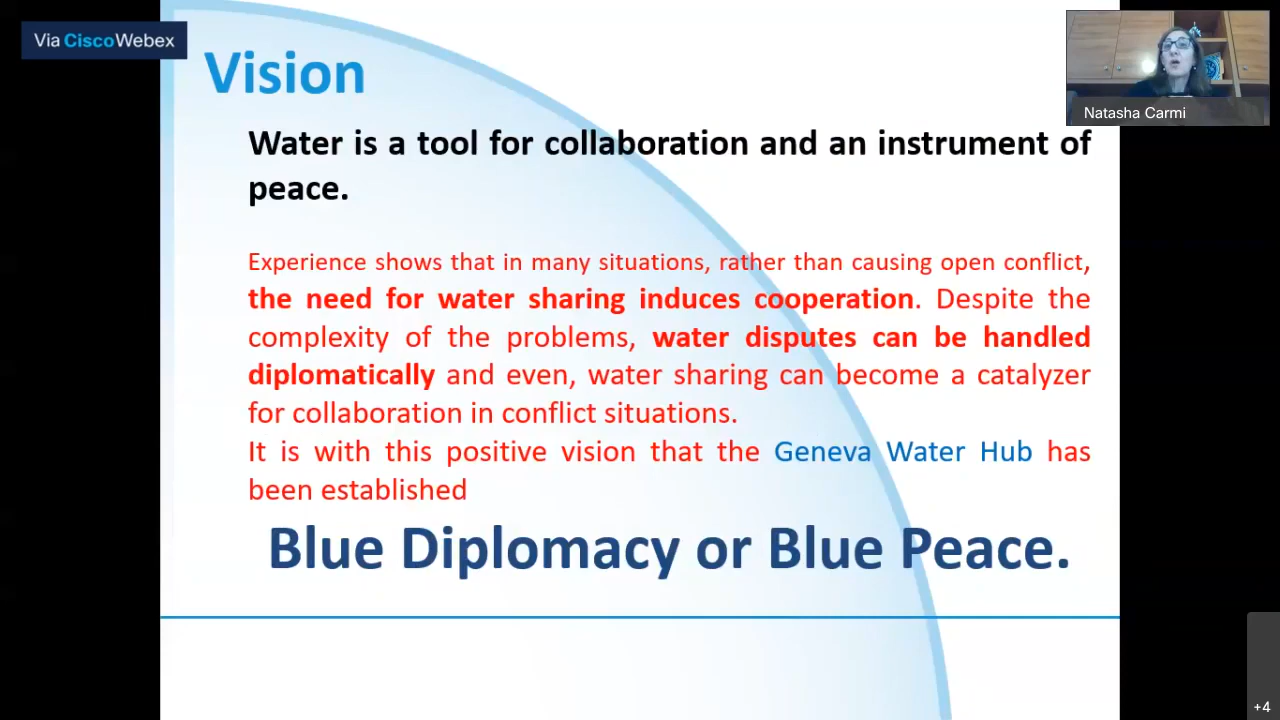 Via CiscoWebex
Vision
Natasha Carmi
Water is a tool for collaboration and an instrument of
peace.
Experience shows that in many situations, rather than causing open conflict,
the need for water sharing induces cooperation. Despite the
complexity of the problems, water disputes can be handled
diplomatically and even, water sharing can become a catalyzer
for collaboration in conflict situations.
It is with this positive vision that the Geneva Water Hub has
been established
Blue Diplomacy or Blue Peace.
+4